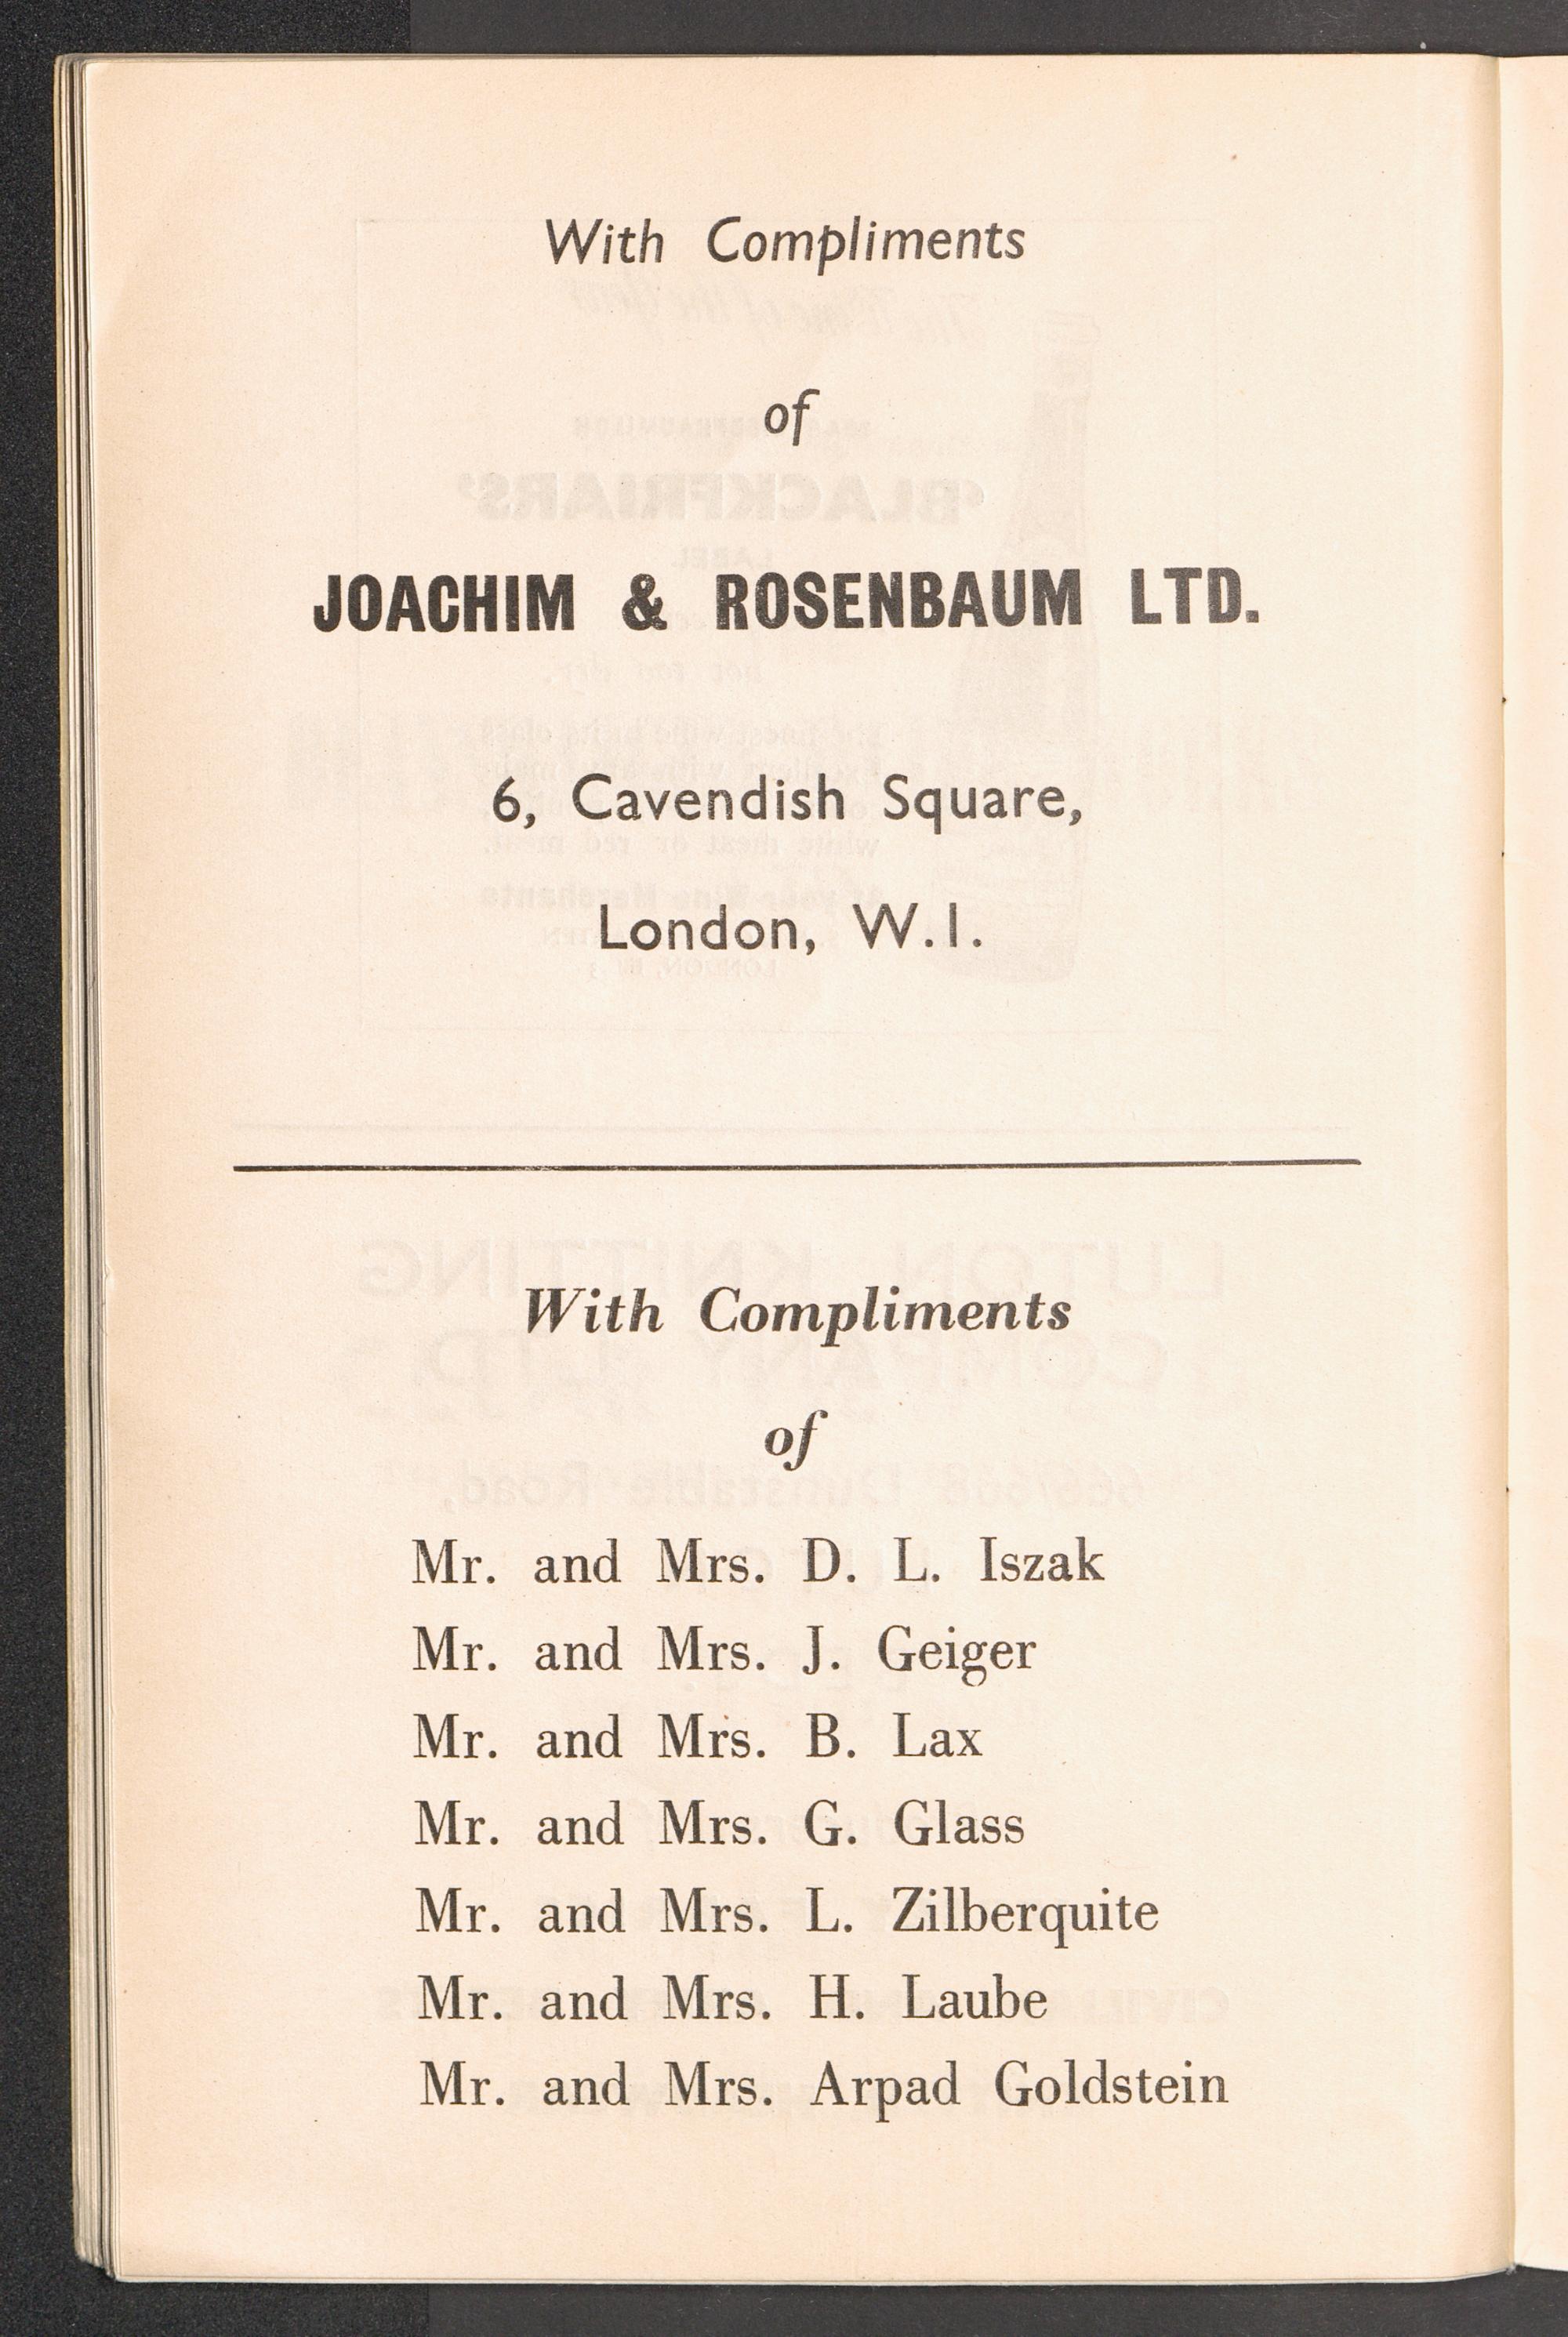 With Compliments
of
JOACHIM & ROSENBAUM LTD.
6, Cavendish Square,
London, W.1.
With Compliments
of
Mr. and Mrs. D. L. Iszak
Mr. and Mrs. J. Geiger
Mr. and Mrs. B. Lax
Mr. and Mrs. G. Glass
Mr. and Mrs. L. Zilberquite
Mr. and Mrs. H. Laube
Mr. and Mrs. Arpad Goldstein